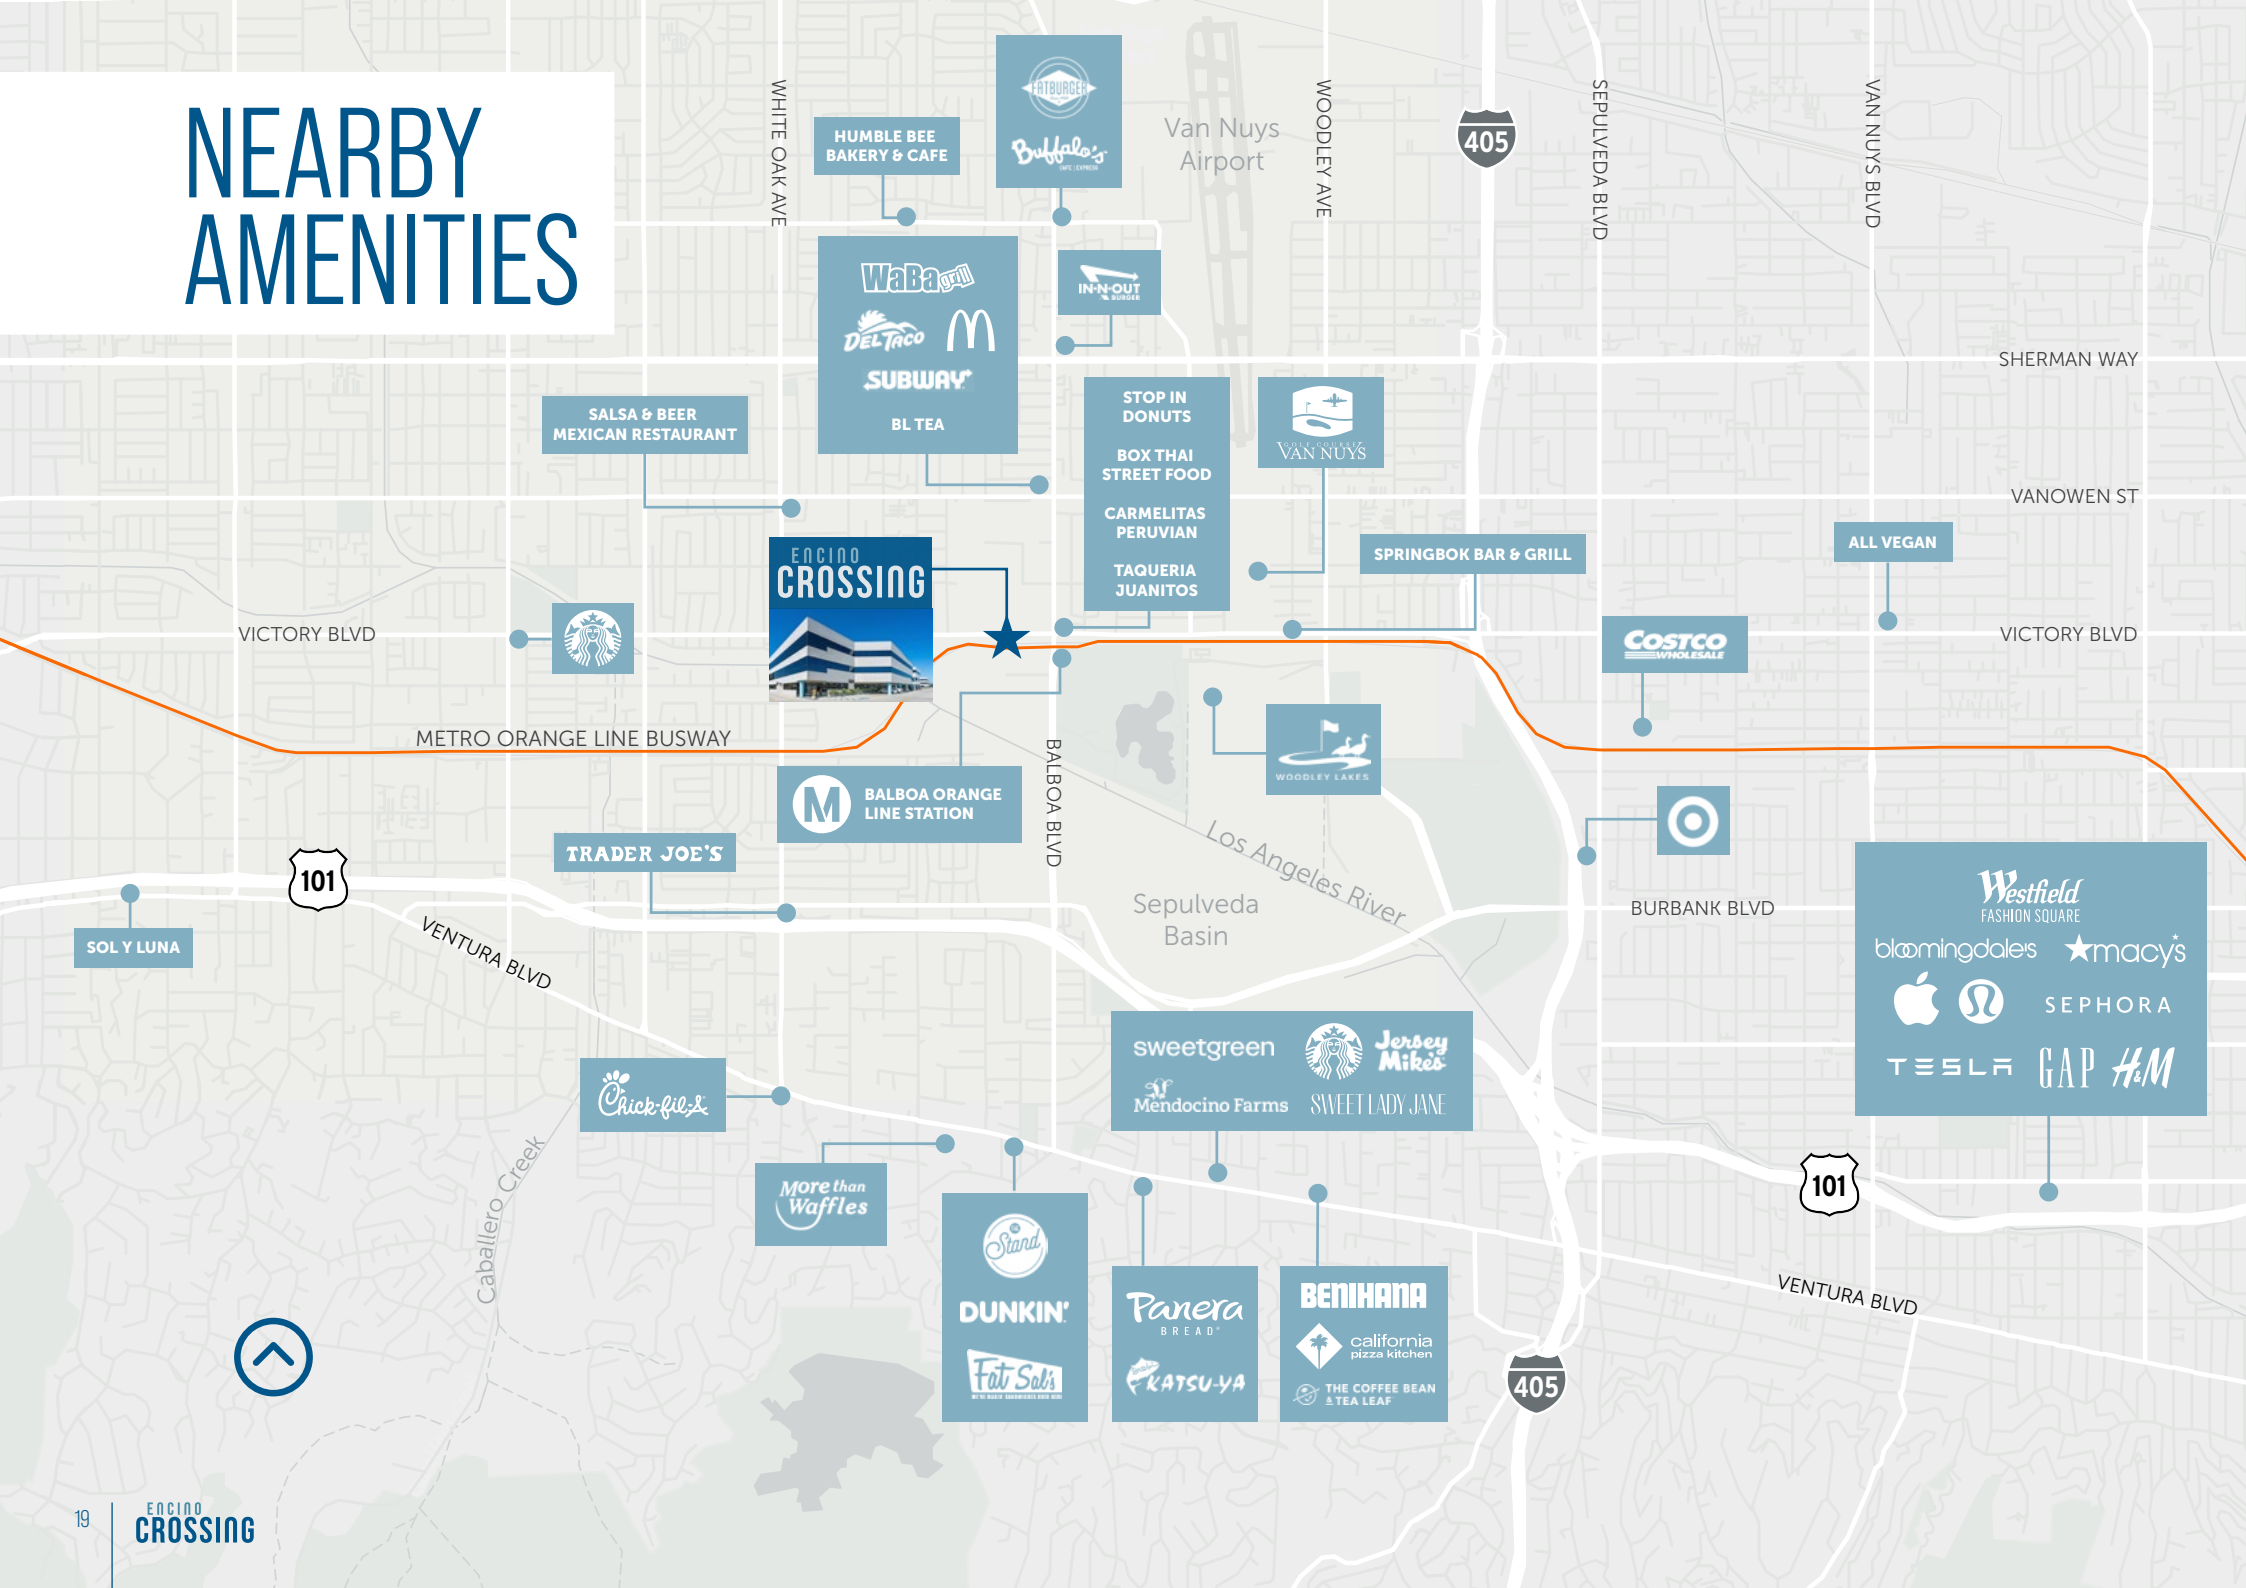 NEARBY
AMENITIES
WHITE OAK AVE
HUMBLE BEE
BAKERY & CAFE
FATBURGER
Buffalo's
CAFE | EXPRESS
Van Nuys
Airport
WOODLEY AVE
405
SEPULVEDA BLVD
VAN NUYS BLVD
WaBa grill
DEL TACO
SUBWAY
BL TEA
IN-N-OUT
BURGER
SHERMAN WAY
SALSA & BEER
MEXICAN RESTAURANT
STOP IN
DONUTS
BOX THAI
STREET FOOD
CARMELITAS
PERUVIAN
TAQUERIA
JUANITOS
GOLF COURSE
VAN NUYS
VANOWEN ST
ENCINO
CROSSING
SPRINGBOK BAR & GRILL
ALL VEGAN
VICTORY BLVD
COSTCO
WHOLESALE
VICTORY BLVD
METRO ORANGE LINE BUSWAY
WOODLEY LAKES
BALBOA BLVD
M
BALBOA ORANGE
LINE STATION
TRADER JOE'S
Los Angeles River
101
SOL Y LUNA
VENTURA BLVD
Sepulveda
Basin
BURBANK BLVD
Westfield
FASHION SQUARE
bloomingdale's
macy's
SEPHORA
TESLA
GAP
H&M
sweetgreen
Jersey
Mike's
Mendocino Farms
SWEET LADY JANE
Chick-fil-A
Caballero Creek
More than
Waffles
101
THE
Stand
DUNKIN'
Fat Sal's
Panera
BREAD
KATSU-YA
BENIHANA
california
pizza kitchen
THE COFFEE BEAN
& TEA LEAF
VENTURA BLVD
405
19
ENCINO
CROSSING